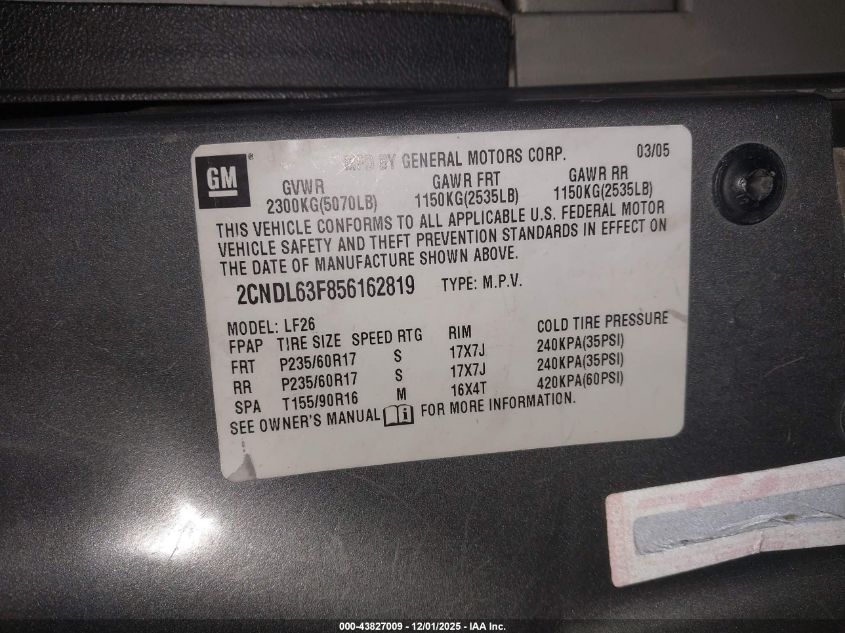 GM
MFD BY GENERAL MOTORS CORP. 03/05
GVWR GAWR FRT GAWR RR
2300KG(5070LB) 1150KG(2535LB) 1150KG(2535LB)
THIS VEHICLE CONFORMS TO ALL APPLICABLE U.S. FEDERAL MOTOR
VEHICLE SAFETY AND THEFT PREVENTION STANDARDS IN EFFECT ON
THE DATE OF MANUFACTURE SHOWN ABOVE.
2CNDL63F856162819 TYPE: M.P.V.
MODEL: LF26
FPAP TIRE SIZE SPEED RTG RIM COLD TIRE PRESSURE
FRT P235/60R17 S 17X7J 240KPA(35PSI)
RR P235/60R17 S 17X7J 240KPA(35PSI)
SPA T155/90R16 M 16X4T 420KPA(60PSI)
SEE OWNER'S MANUAL FOR MORE INFORMATION.
000-43827009 - 12/01/2025 - IAA Inc.